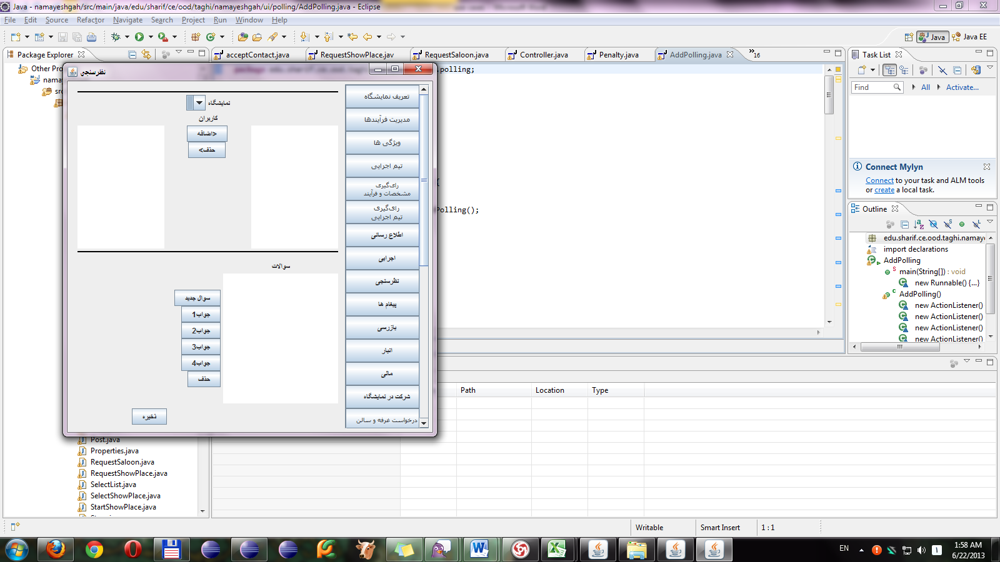 Java - namayeshgah/src/main/java/edu/sharif/ce/ood/taghi/namayeshgah/ui/polling/AddPolling.java - Eclipse
File Edit Source Refactor Navigate Search Project Run Window Help
Java Java EE
Package Explorer
acceptContact.java RequestShowPlace.jav RequestSaloon.java Controller.java Penalty.java AddPolling.java »16
Task List
Other Pro
.polling;
Find All Activate...
Connect Mylyn
Connect to your task and ALM tools
or create a local task.
Polling();
Outline
edu.sharif.ce.ood.taghi.namaye
import declarations
AddPolling
main(String[]) : void
new Runnable() {...}
AddPolling()
new ActionListener()
new ActionListener()
new ActionListener()
new ActionListener()
نظرسنجی
نمایشگاه
کاربران
اضافه>
حذف<
سوالات
سوال جدید
جواب1
جواب2
جواب3
جواب4
حذف
ذخیره
تعریف نمایشگاه
مدیریت فرآیندها
ویژگی ها
تیم اجرایی
رای‌گیری
مشخصات و فرآیند
رای‌گیری
تیم اجرایی
اطلاع رسانی
اجرایی
نظرسنجی
پیغام ها
بازرسی
انبار
مالی
شرکت در نمایشگاه
درخواست غرفه و سالن
Path Location Type
Post.java
Properties.java
RequestSaloon.java
RequestShowPlace.java
SelectList.java
SelectShowPlace.java
StartShowPlace.java
Writable Smart Insert 1 : 1
EN 1:58 AM
6/22/2013